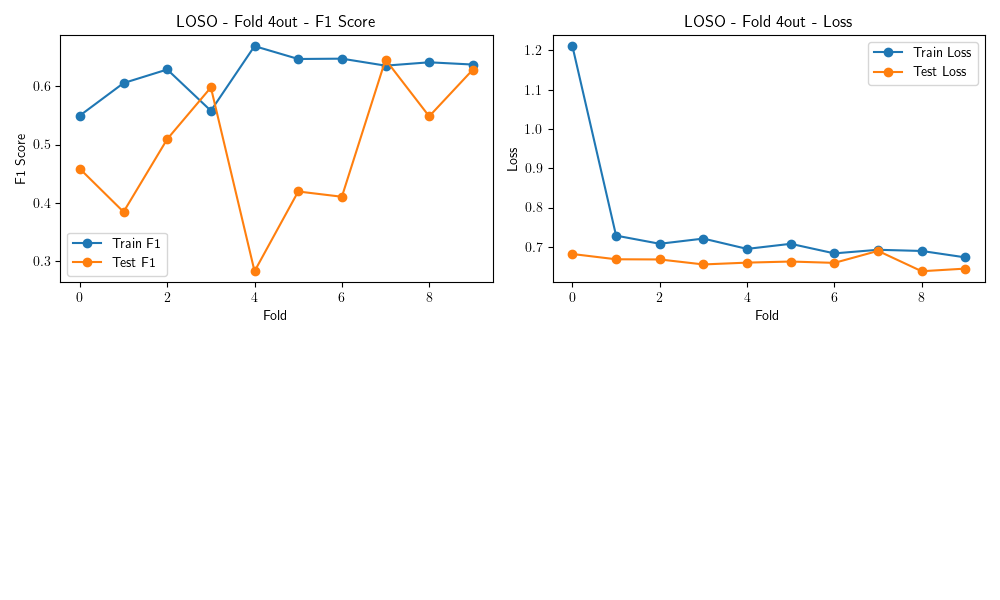 LOSO - Fold 4out - F1 Score
F1 Score
0.6
0.5
0.4
0.3
Train F1
Test F1
0 2 4 6 8
Fold
LOSO - Fold 4out - Loss
Loss
1.2
1.1
1.0
0.9
0.8
0.7
Train Loss
Test Loss
0 2 4 6 8
Fold